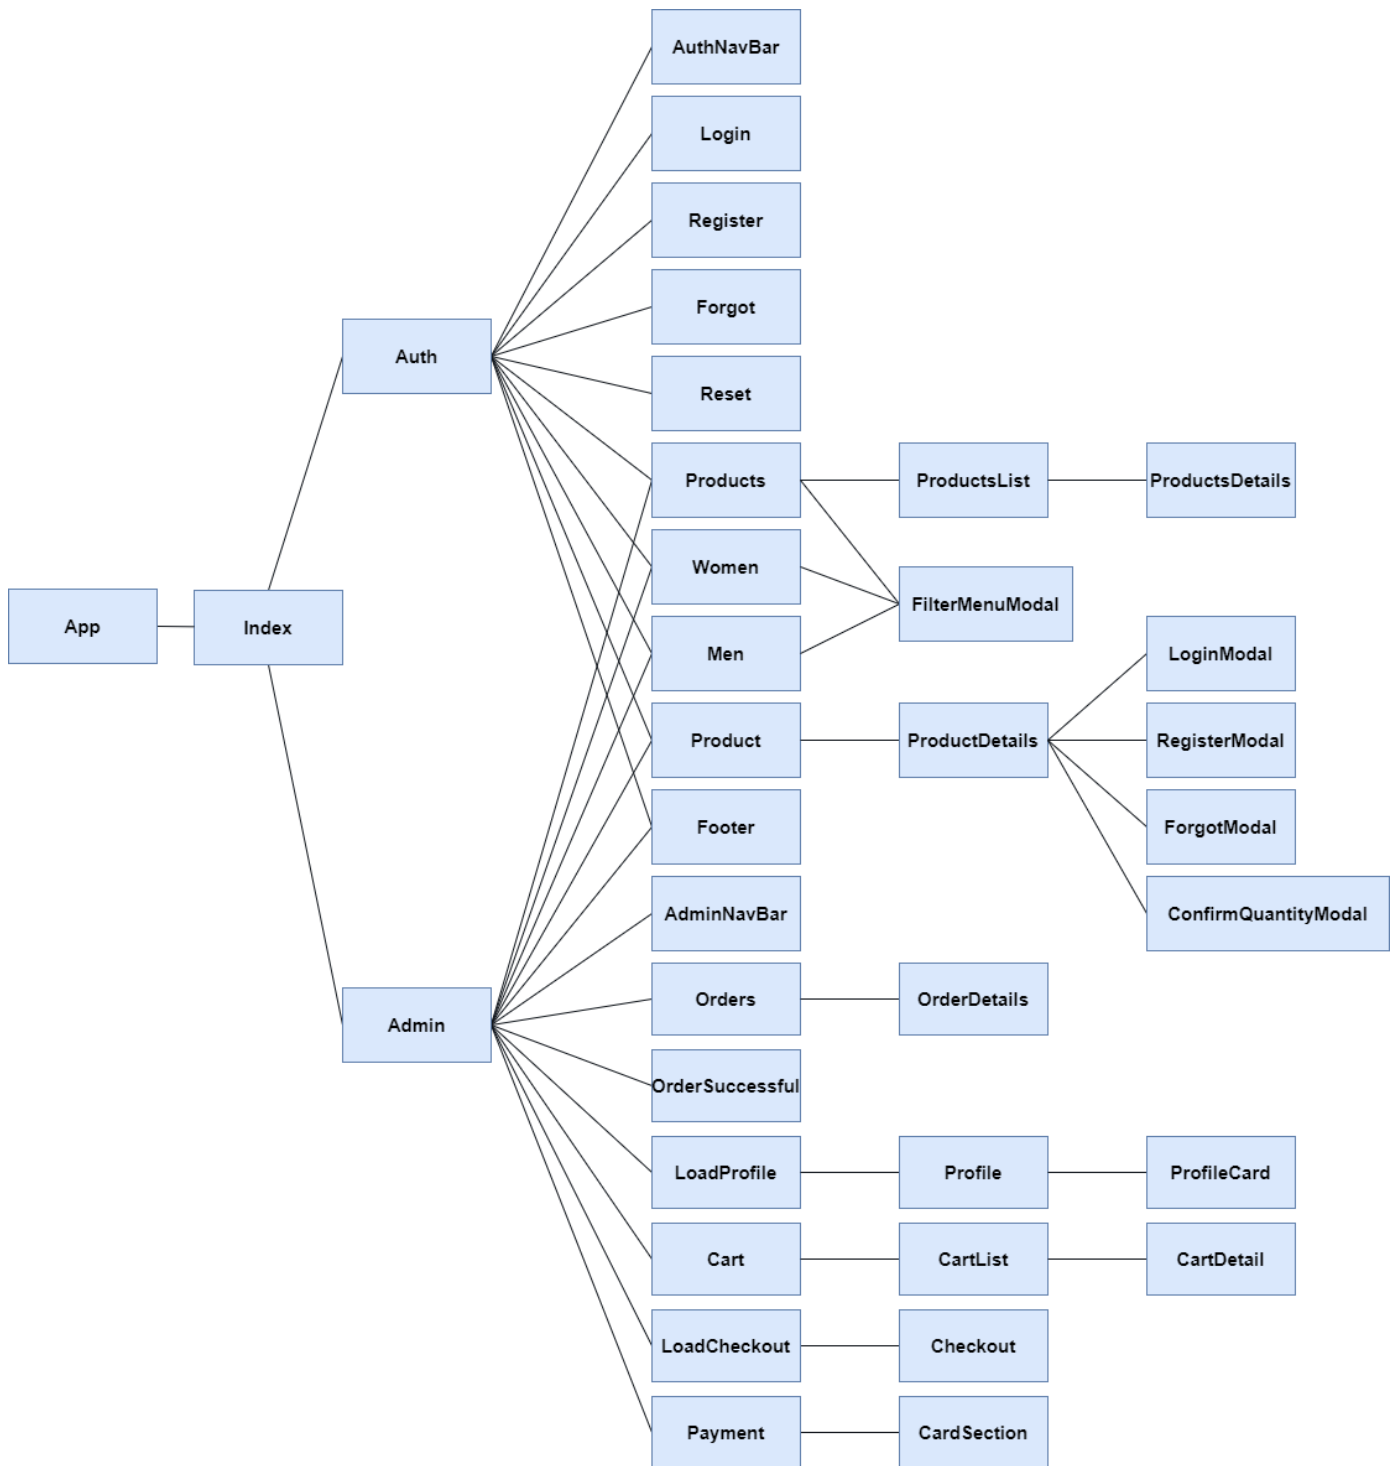 AuthNavBar
Login
Register
Forgot
Auth
Reset
Products
ProductsList
ProductsDetails
Women
FilterMenuModal
App
Index
Men
LoginModal
Product
ProductDetails
RegisterModal
Footer
ForgotModal
AdminNavBar
ConfirmQuantityModal
Orders
OrderDetails
Admin
OrderSuccessful
LoadProfile
Profile
ProfileCard
Cart
CartList
CartDetail
LoadCheckout
Checkout
Payment
CardSection